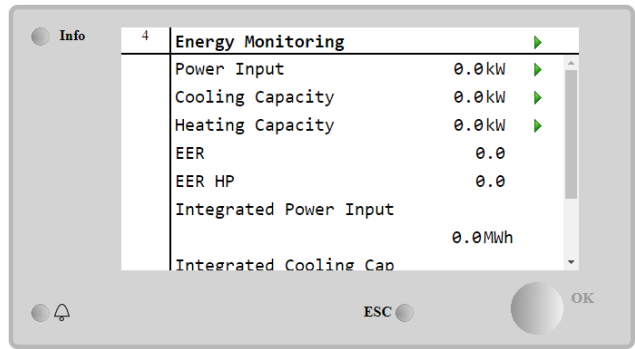 Info
4 Energy Monitoring
Power Input 0.0kW
Cooling Capacity 0.0kW
Heating Capacity 0.0kW
EER 0.0
EER HP 0.0
Integrated Power Input
0.0MWh
Integrated Cooling Cap
ESC
OK